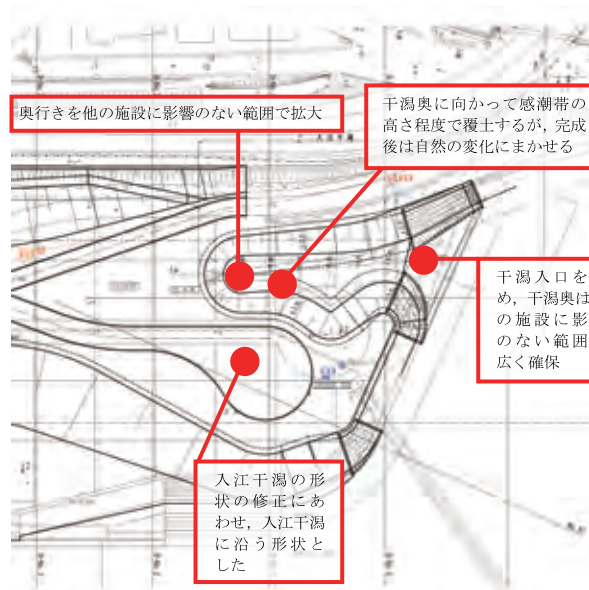 奥行きを他の施設に影響のない範囲で拡大
干潟奥に向かって感潮帯の
高さ程度で覆土するが，完成
後は自然の変化にまかせる
干潟入口を
め，干潟奥は
の施設に影
のない範囲
広く確保
入江干潟の形
状の修正にあ
わせ，入江干潟
に沿う形状と
した